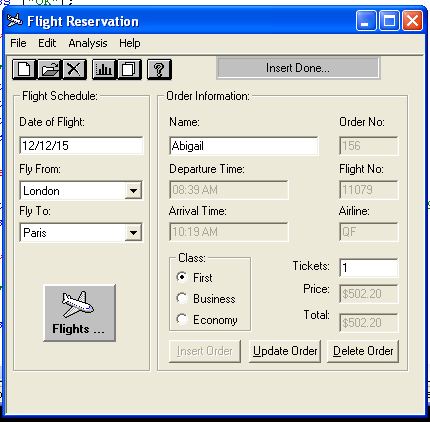 "OK"];
Flight Reservation
File Edit Analysis Help
Insert Done...
Flight Schedule:
Date of Flight:
12/12/15
Fly From:
London
Fly To:
Paris
Flights ...
Order Information:
Name:
Abigail
Order No:
156
Departure Time:
08:39 AM
Flight No:
11079
Arrival Time:
10:19 AM
Airline:
QF
Class:
First
Business
Economy
Tickets:
1
Price:
$502.20
Total:
$502.20
Insert Order Update Order Delete Order